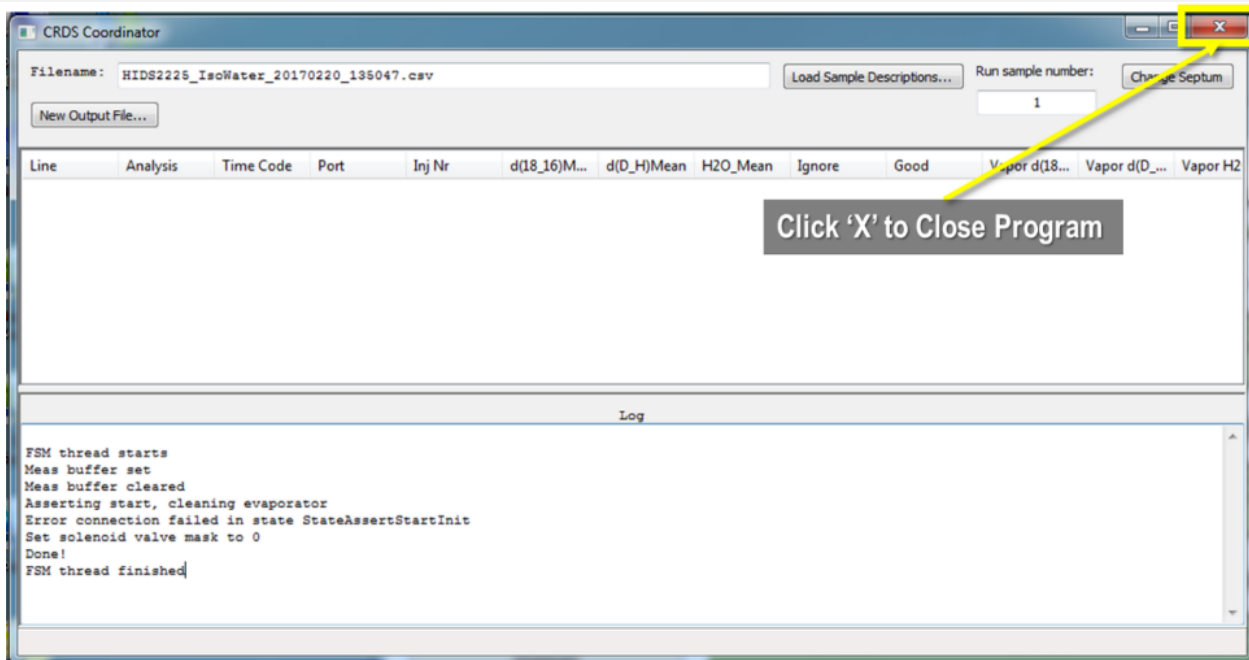 CRDS Coordinator
Filename: HIDS2225_IsoWater_20170220_135047.csv Load Sample Descriptions... Run sample number: Change Septum
1
New Output File...
Line Analysis Time Code Port Inj Nr d(18_16)M... d(D_H)Mean H2O_Mean Ignore Good Vapor d(18... Vapor d(D_... Vapor H2
Click ‘X’ to Close Program
Log
FSM thread starts
Meas buffer set
Meas buffer cleared
Asserting start, cleaning evaporator
Error connection failed in state StateAssertStartInit
Set solenoid valve mask to 0
Done!
FSM thread finished